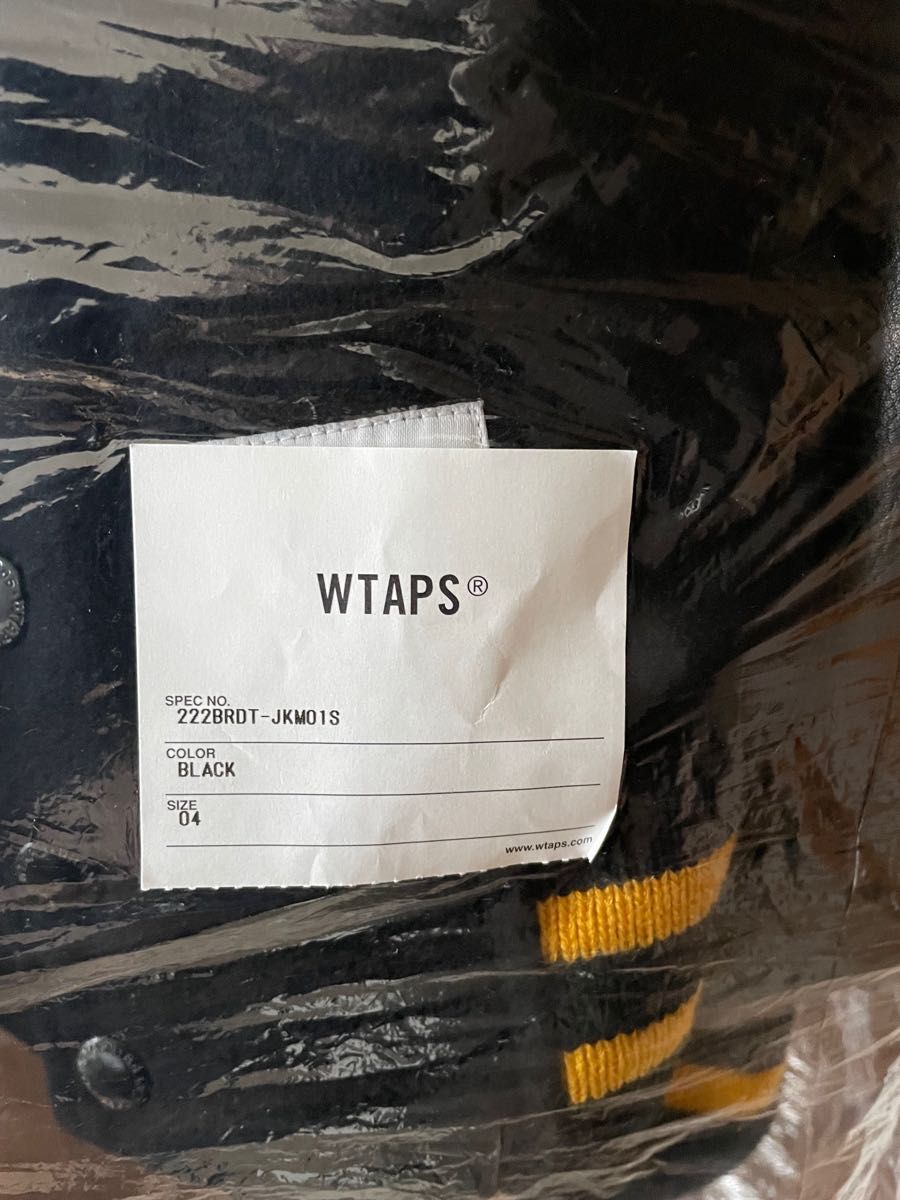 WTAPS®
SPEC NO.
222BRDT-JKM01S
COLOR
BLACK
SIZE
04
www.wtaps.com